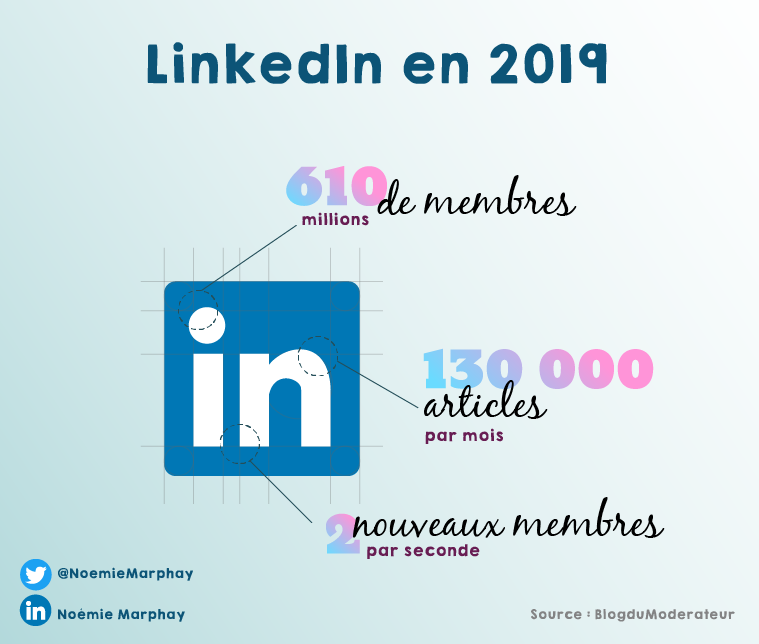 LinkedIn en 2019
610
millions de membres
130 000
articles
par mois
in
2 nouveaux membres
par seconde
@NoemieMarphay
in Noémie Marphay
Source : BlogduModerateur